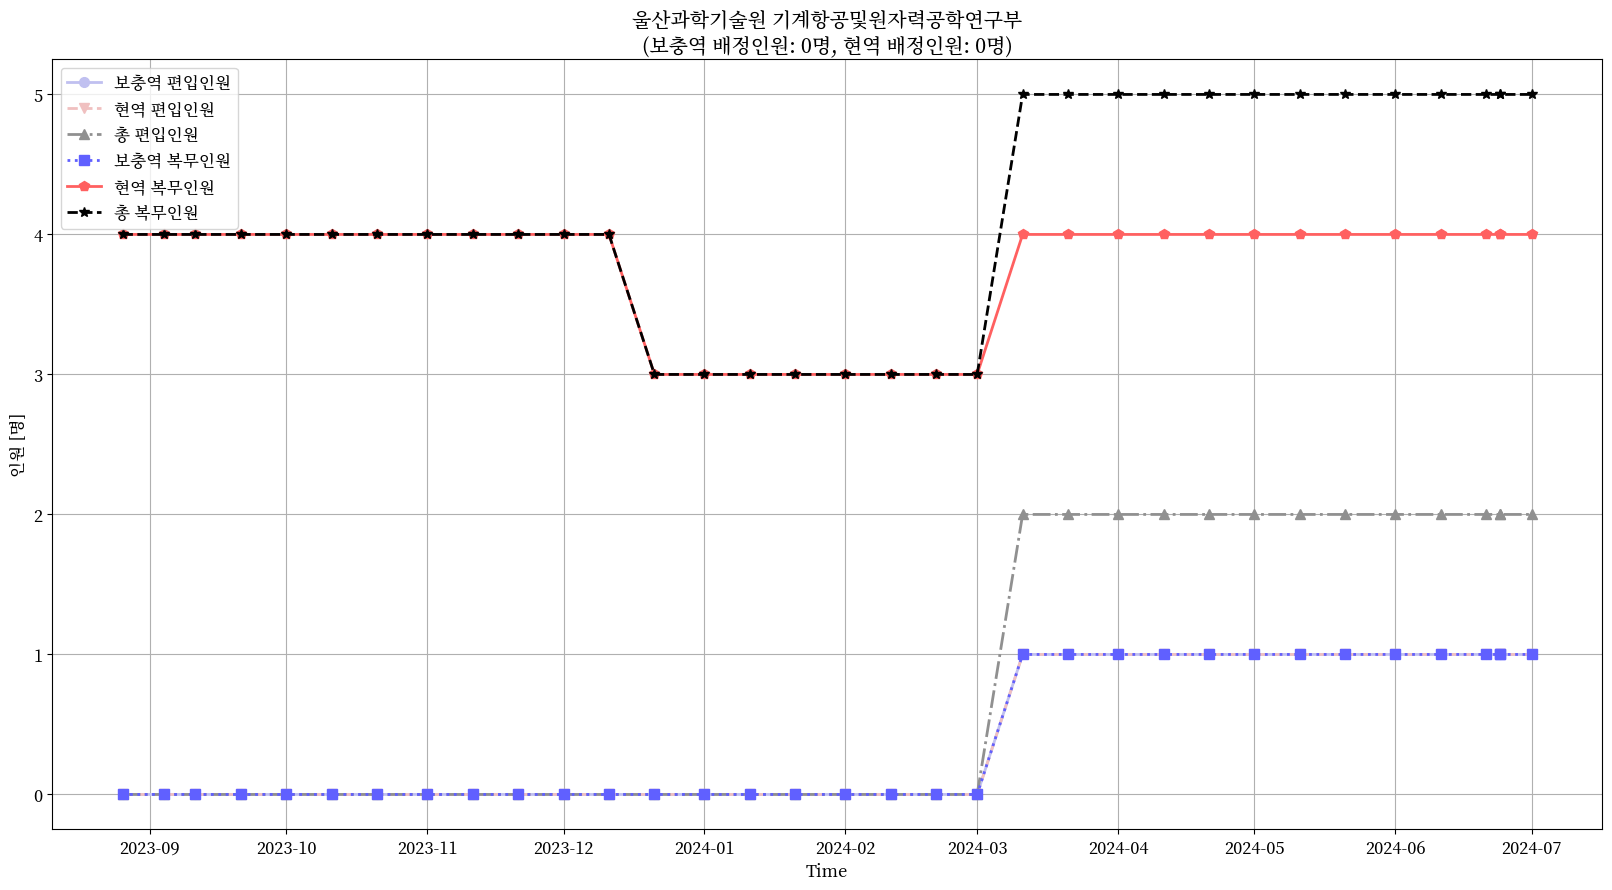 울산과학기술원 기계항공및원자력공학연구부
(보충역 배정인원: 0명, 현역 배정인원: 0명)
보충역 편입인원
현역 편입인원
총 편입인원
보충역 복무인원
현역 복무인원
총 복무인원
인원 [명]
5
4
3
2
1
0
2023-09
2023-10
2023-11
2023-12
2024-01
2024-02
2024-03
2024-04
2024-05
2024-06
2024-07
Time